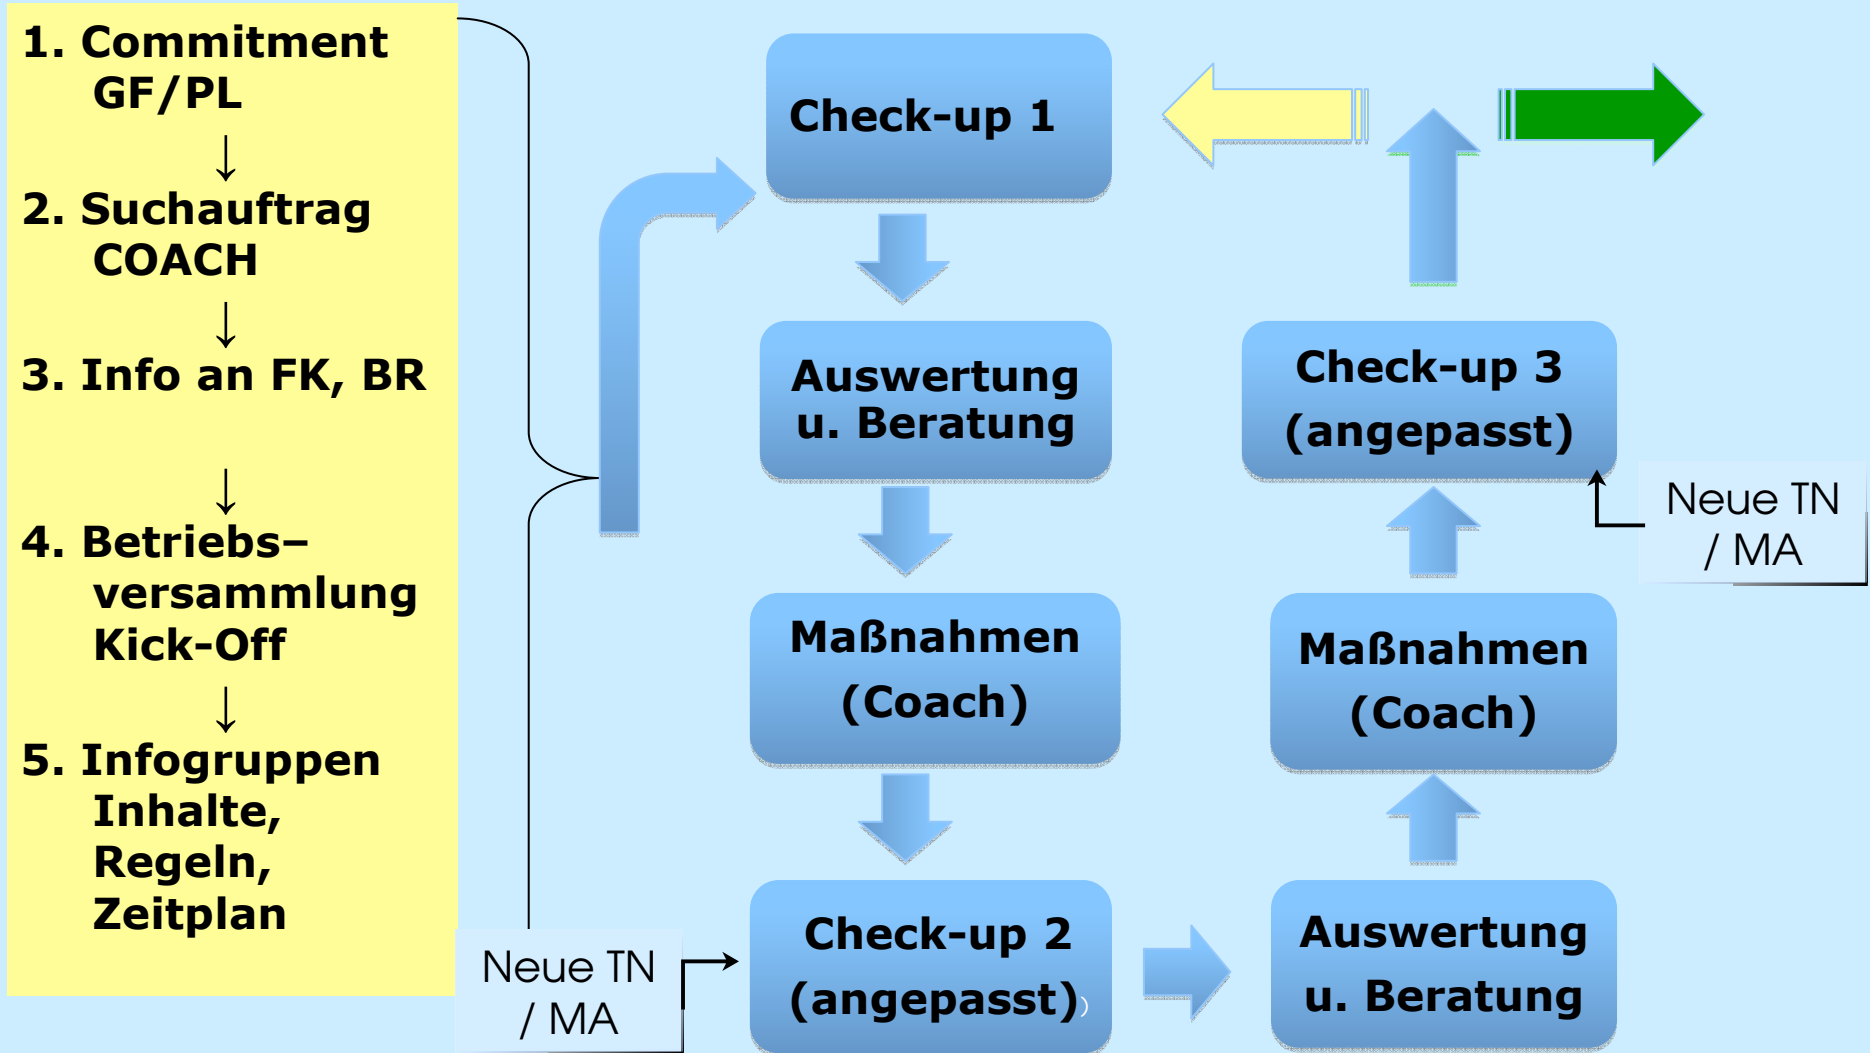 1. Commitment
GF/PL
↓
2. Suchauftrag
COACH
↓
3. Info an FK, BR
↓
4. Betriebs–
versammlung
Kick-Off
↓
5. Infogruppen
Inhalte,
Regeln,
Zeitplan
Check-up 1
Auswertung
u. Beratung
Maßnahmen
(Coach)
Neue TN
/ MA
Check-up 2
(angepasst))
Auswertung
u. Beratung
Maßnahmen
(Coach)
Check-up 3
(angepasst)
Neue TN
/ MA